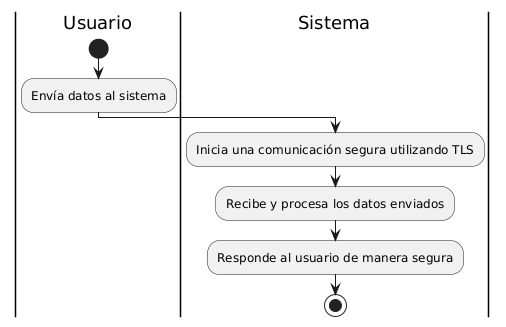 Usuario
Sistema
Envía datos al sistema
Inicia una comunicación segura utilizando TLS
Recibe y procesa los datos enviados
Responde al usuario de manera segura